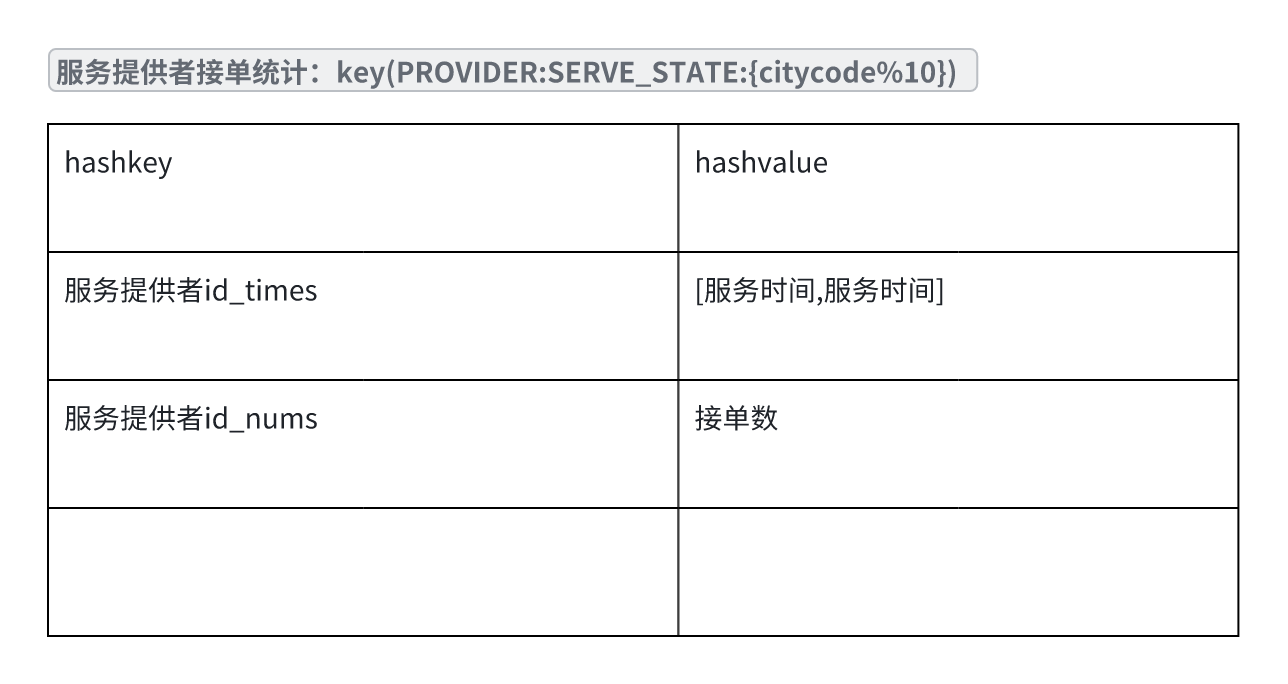 服务提供者接单统计：key(PROVIDER:SERVE_STATE:{citycode%10})
hashkey
hashvalue
服务提供者id_times
[服务时间,服务时间]
服务提供者id_nums
接单数